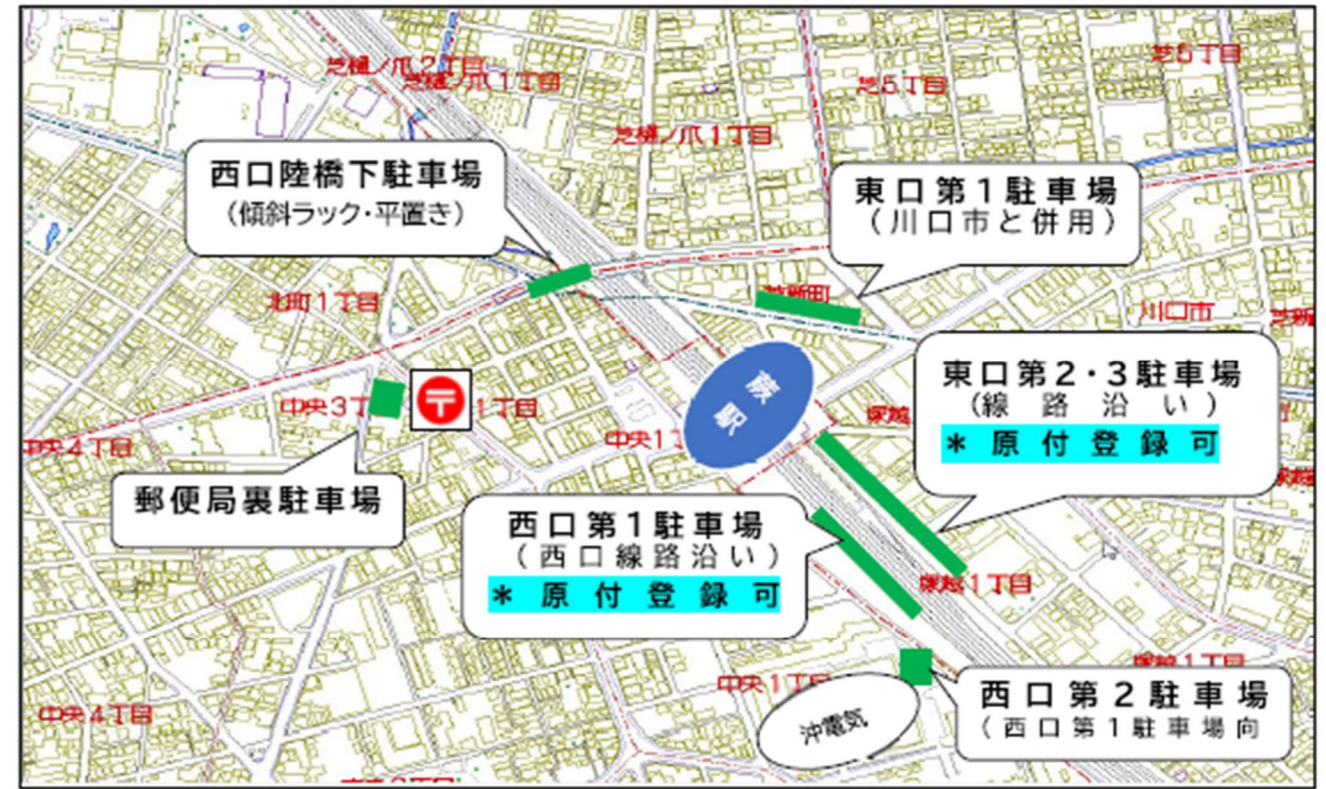 芝樋ノ爪2丁目
芝樋ノ爪1丁目
芝5丁目
芝5丁目
芝樋ノ爪1丁目
西口陸橋下駐車場
(傾斜ラック・平置き)
東口第1駐車場
(川口市と併用)
北町1丁目
芝新町
川口市
芝新
蕨駅
東口第2・3駐車場
(線路沿い)
*原付登録可
中央3丁
〒
1丁目
中央4丁目
中央1丁
塚越
郵便局裏駐車場
西口第1駐車場
(西口線路沿い)
*原付登録可
塚越1丁目
塚越1丁目
中央1丁目
西口第2駐車場
(西口第1駐車場向
沖電気
中央4丁目